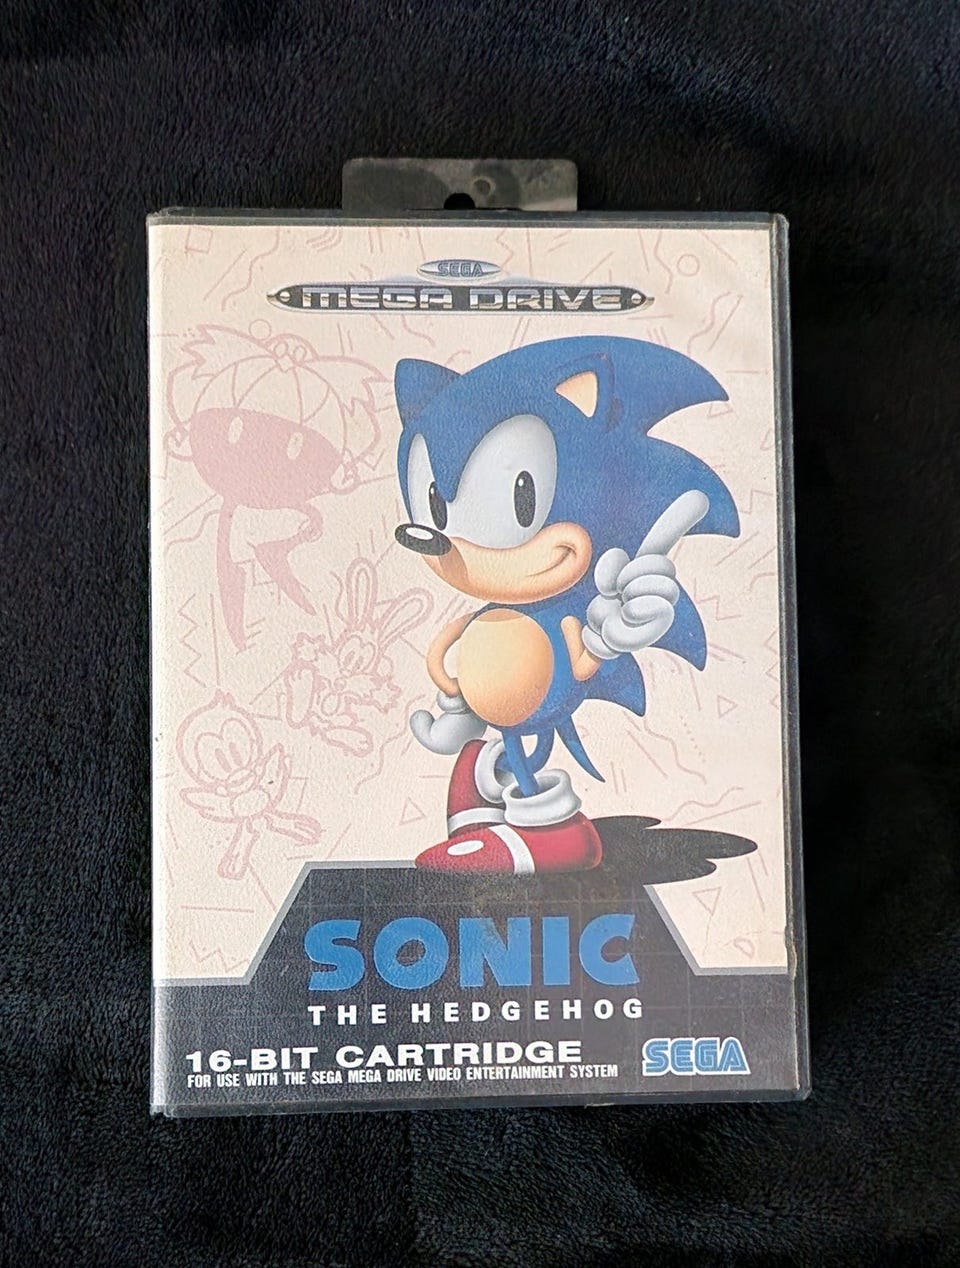 SEGA
MEGA DRIVE
SONIC
THE HEDGEHOG
16-BIT CARTRIDGE
FOR USE WITH THE SEGA MEGA DRIVE VIDEO ENTERTAINMENT SYSTEM
SEGA